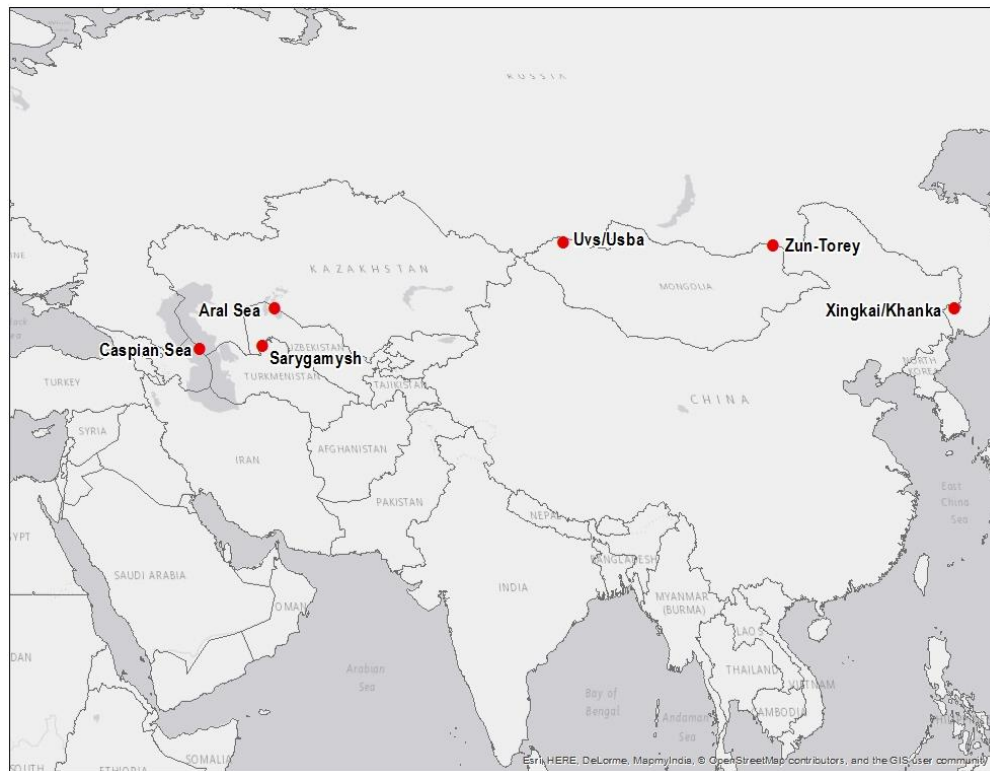 RUSSIA
Uvs/Usba
Zun-Torey
KAZAKHSTAN
MONGOLIA
Aral Sea
Xingkai/Khanka
Caspian Sea
UZBEKISTAN
Sarygamysh
TURKMENISTAN
NORTH
KOREA
TURKEY
TAJIKISTAN
CHINA
SYRIA
AFGHANISTAN
IRAN
East
China
Sea
PAKISTAN
NEPAL
YPT
BANGLADESH
SAUDI ARABIA
INDIA
MYANMAR
(BURMA)
OMAN
LAOS
DAN
Arabian
Sea
THAILAND
VIETNAM
Bay of
Bengal
CAMBODIA
Andaman
Sea
SOMALIA
SOUTH
ETHIOPIA
Esri, HERE, DeLorme, MapmyIndia, © OpenStreetMap contributors, and the GIS user community